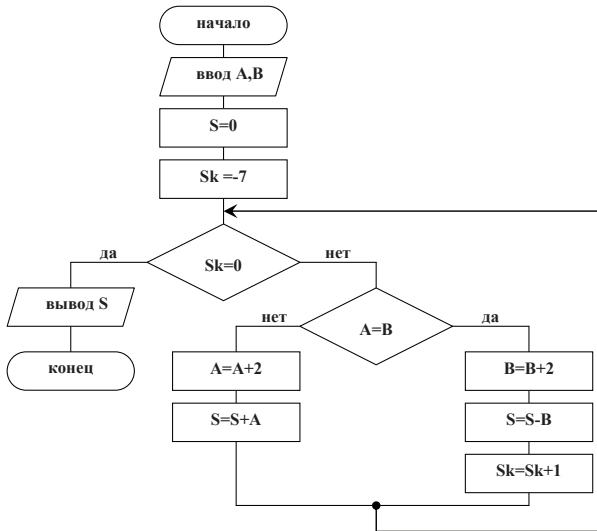 начало
ввод A,B
S=0
Sk =-7
да
Sk=0
нет
вывод S
конец
нет
A=B
да
A=A+2
S=S+A
B=B+2
S=S-B
Sk=Sk+1